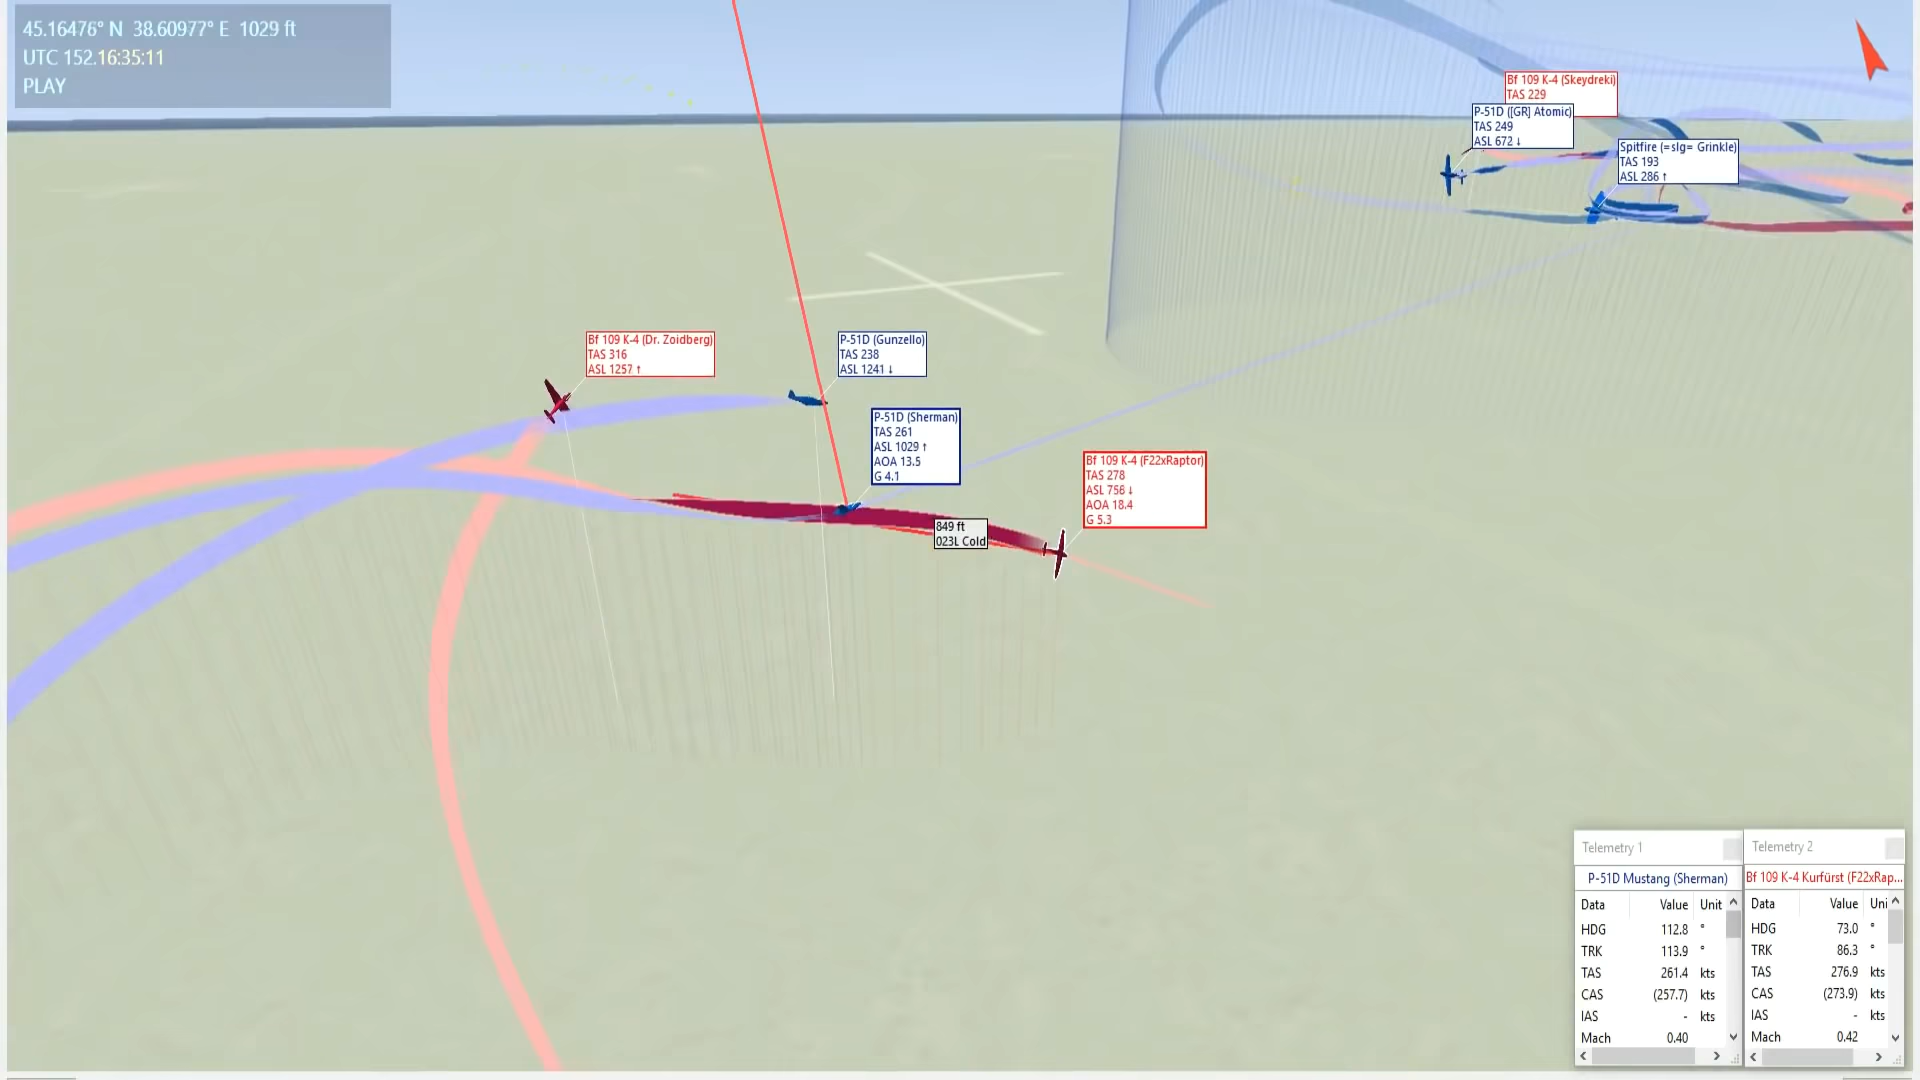 45.16476° N 38.60977° E 1029 ft
UTC 152.16:35:11
PLAY
Bf 109 K-4 (Skeydreki)
TAS 229
P-51D ([GR] Atomic)
TAS 249
ASL 672 ↓
Spitfire (=slg= Grinkle)
TAS 193
ASL 286 ↑
Bf 109 K-4 (Dr. Zoidberg)
TAS 316
ASL 1257 ↑
P-51D (Gunzello)
TAS 238
ASL 1241 ↓
P-51D (Sherman)
TAS 261
ASL 1029 ↑
AOA 13.5
G 4.1
Bf 109 K-4 (F22xRaptor)
TAS 278
ASL 756 ↓
AOA 18.4
G 5.3
849 ft
023L Cold
Telemetry 1
P-51D Mustang (Sherman)
Data Value Unit
HDG 112.8 °
TRK 113.9 °
TAS 261.4 kts
CAS (257.7) kts
IAS - kts
Mach 0.40
Telemetry 2
Bf 109 K-4 Kurfürst (F22xRap...
Data Value Uni
HDG 73.0 °
TRK 86.3 °
TAS 276.9 kts
CAS (273.9) kts
IAS - kts
Mach 0.42